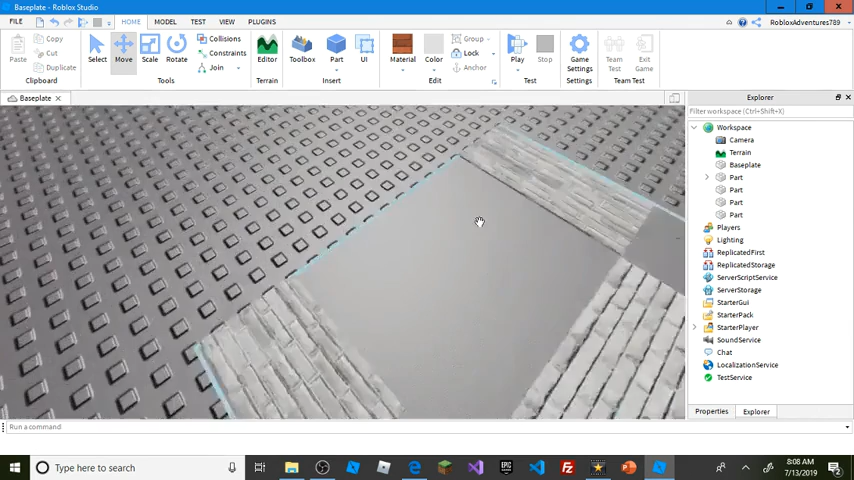 Baseplate - Roblox Studio
FILE HOME MODEL TEST VIEW PLUGINS RobloxAdventures789
Paste Copy Cut Duplicate Select Move Scale Rotate Collisions Constraints Join Editor Toolbox Part UI Material Color Group Lock Anchor Play Stop Game Settings Team Test Exit Game
Clipboard Tools Terrain Insert Edit Test Settings Team Test
Baseplate
Explorer
Filter workspace (Ctrl+Shift+X)
Workspace
Camera
Terrain
Baseplate
Part
Part
Part
Part
Players
Lighting
ReplicatedFirst
ReplicatedStorage
ServerScriptService
ServerStorage
StarterGui
StarterPack
StarterPlayer
SoundService
Chat
LocalizationService
TestService
Properties Explorer
Run a command
Type here to search
8:08 AM
7/13/2019
EPIC GAMES
Fz
2